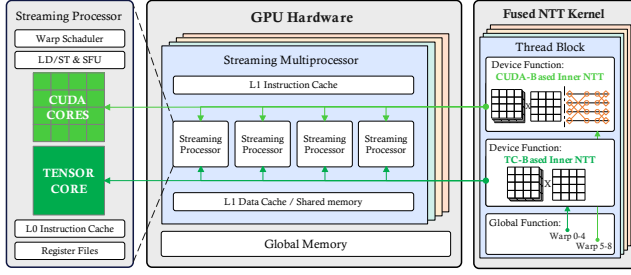 Streaming Processor
Warp Schaduler
LD/ST & SFU
CUDA
CORES
TENSOR
CORE
L0 Instruction Cache
Register Files
GPU Hardware
Streaming Multiprocessor
L1 Instruction Cache
Streaming
Processor
Streaming
Processor
Streaming
Processor
Streaming
Processor
L1 Data Cache / Shared memory
Global Memory
Fused NTT Kernel
Thread Block
Device Function:
CUDA-Based Inner NTT
X
Device Function:
TC-Based Inner NTT
X
Global Function:
Warp 0-4
Warp 5-8